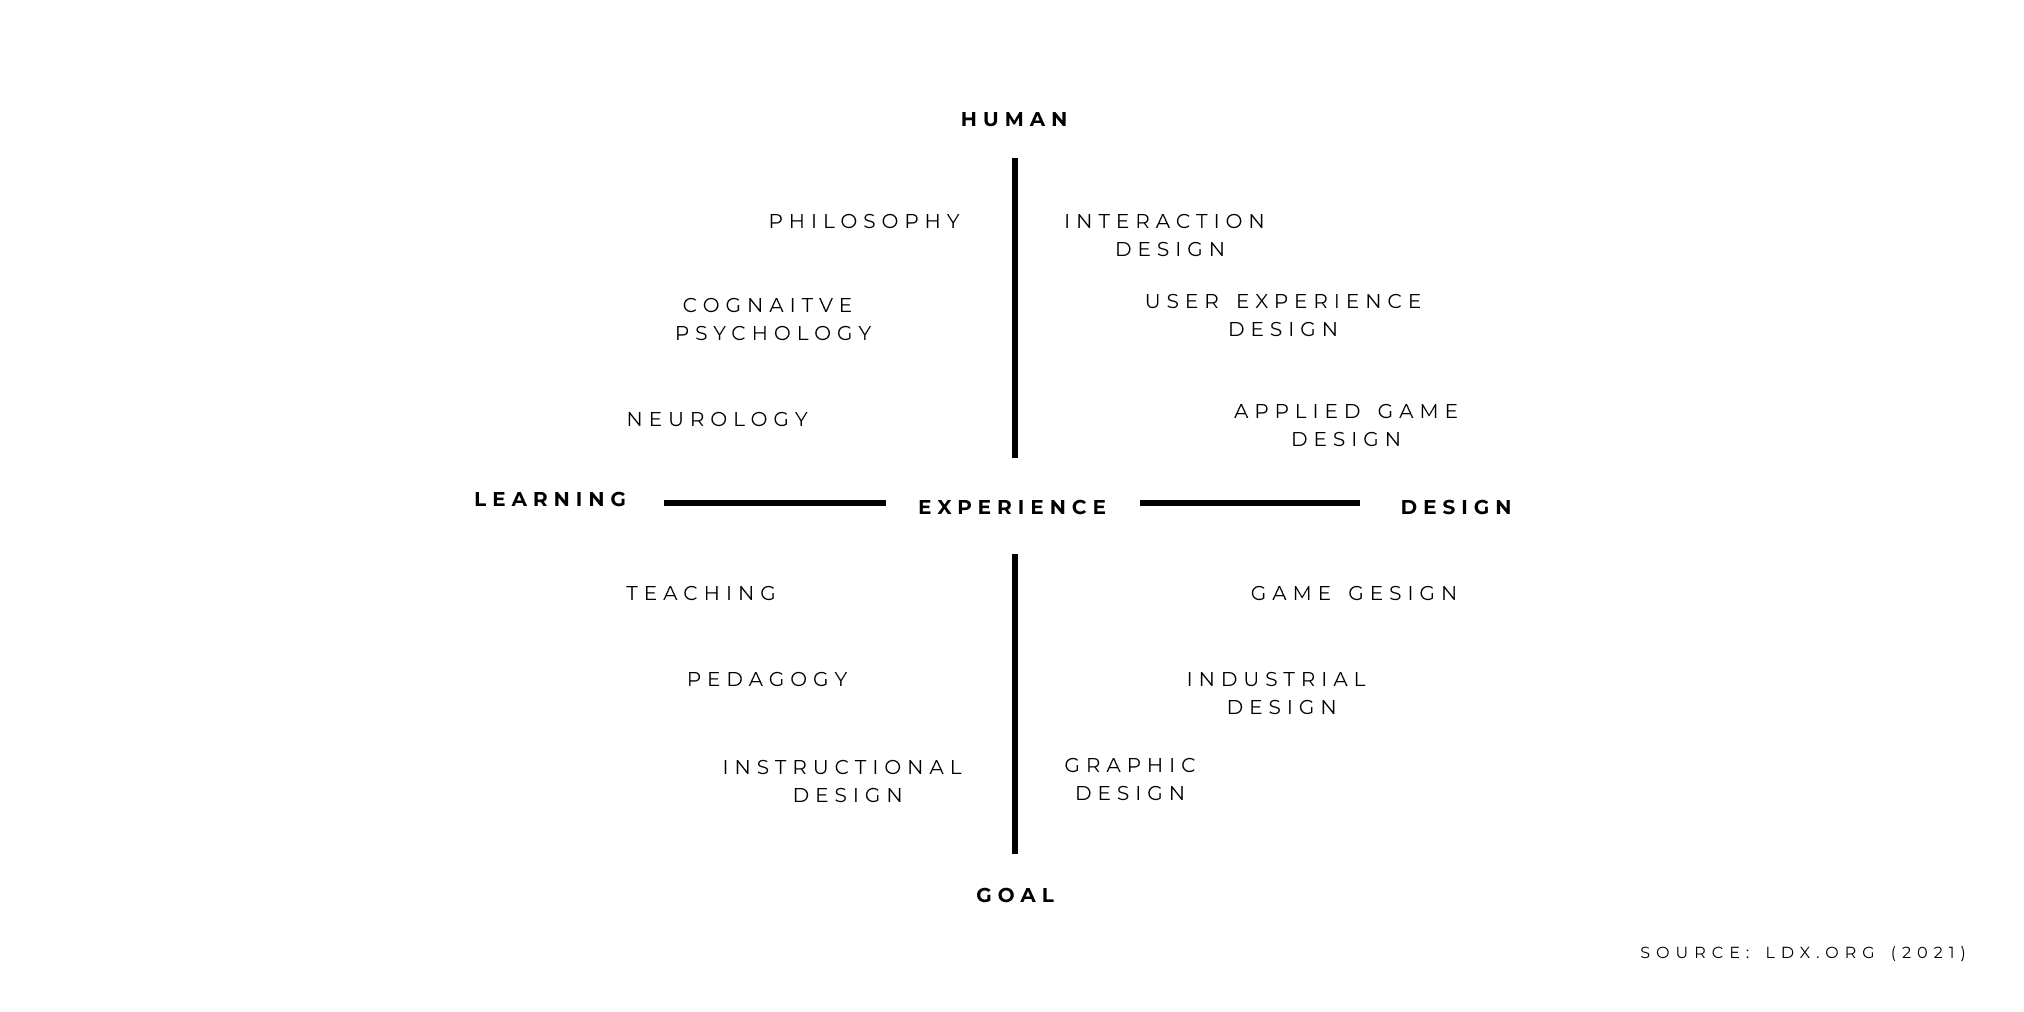 HUMAN
PHILOSOPHY
INTERACTION
DESIGN
COGNAITVE
PSYCHOLOGY
USER EXPERIENCE
DESIGN
NEUROLOGY
APPLIED GAME
DESIGN
LEARNING
EXPERIENCE
DESIGN
TEACHING
GAME GESIGN
PEDAGOGY
INDUSTRIAL
DESIGN
INSTRUCTIONAL
DESIGN
GRAPHIC
DESIGN
GOAL
SOURCE: LDX.ORG (2021)